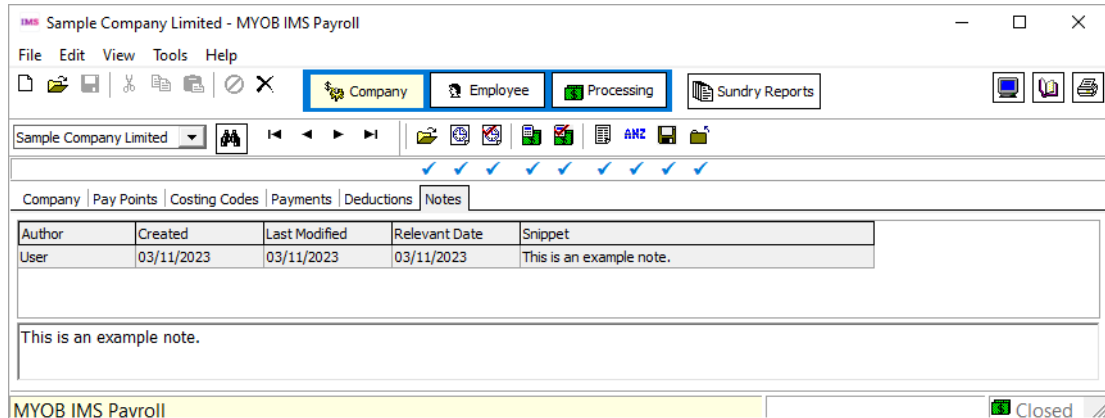 IMS Sample Company Limited - MYOB IMS Payroll
File Edit View Tools Help
Company Employee Processing Sundry Reports
Sample Company Limited ANZ
Company Pay Points Costing Codes Payments Deductions Notes
Author Created Last Modified Relevant Date Snippet
User 03/11/2023 03/11/2023 03/11/2023 This is an example note.
This is an example note.
MYOB IMS Payroll Closed